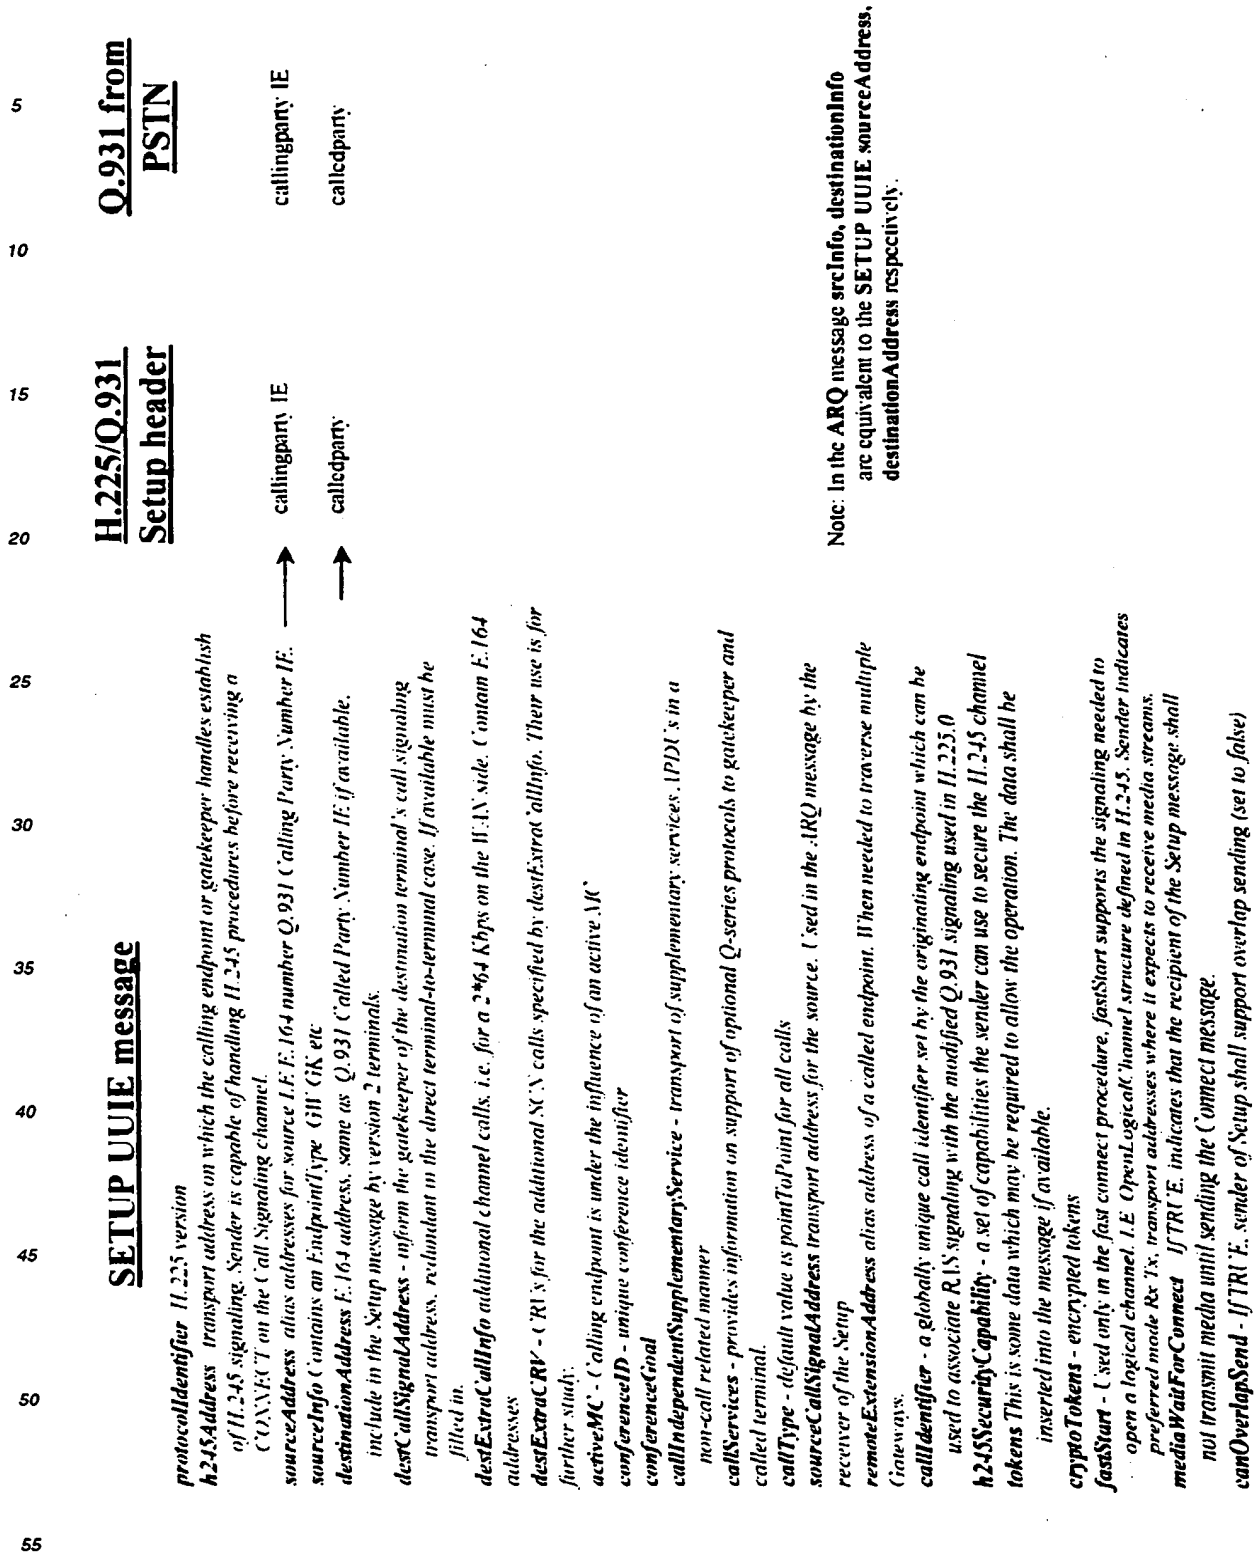 5
10
15
20
25
30
35
40
45
50
55
SETUP UUIE message
H.225/Q.931
Setup header
Q.931 from
PSTN
protocolIdentifier H.225 version
h245Address transport address on which the calling endpoint or gatekeeper handles establish
of H.245 signaling. Sender is capable of handling H.245 procedures before receiving a
CONNECT on the Call Signaling channel.
sourceAddress alias addresses for source I.E E.164 number Q.931 Calling Party Number IE.
callingparty IE
callingparty IE
sourceInfo Contains an EndpointType GW GK etc
destinationAddress E.164 address, same as Q.931 Called Party Number IE if available.
calledparty
calledparty
include in the Setup message by version 2 terminals.
destCallSignalAddress - inform the gatekeeper of the destination terminal's call signaling
transport address, redundant in the direct terminal-to-terminal case. If available must be
filled in.
destExtraCallInfo additional channel calls, i.e. for a 2*64 Kbps on the WAN side. Contain E.164
addresses
destExtraCRV - CRVs for the additional SCN calls specified by destExtraCallInfo. Their use is for
further study.
activeMC - Calling endpoint is under the influence of an active MC
conferenceID - unique conference identifier
conferenceGoal
callIndependentSupplementaryService - transport of supplementary services APDUs in a
non-call related manner
callServices - provides information on support of optional Q-series protocols to gatekeeper and
called terminal.
callType - default value is pointToPoint for all calls
sourceCallSignalAddress transport address for the source. Used in the ARQ message by the
receiver of the Setup
remoteExtensionAddress alias address of a called endpoint. When needed to traverse multiple
Gateways.
callIdentifier - a globally unique call identifier set by the originating endpoint which can be
used to associate RAS signaling with the modified Q.931 signaling used in H.225.0
h245SecurityCapability - a set of capabilities the sender can use to secure the H.245 channel
tokens This is some data which may be required to allow the operation. The data shall be
inserted into the message if available.
cryptoTokens - encrypted tokens
fastStart - Used only in the fast connect procedure, fastStart supports the signaling needed to
open a logical channel. I.E OpenLogicalChannel structure defined in H.245. Sender indicates
preferred mode Rx Tx, transport addresses where it expects to receive media streams.
mediaWaitForConnect If TRUE, indicates that the recipient of the Setup message shall
not transmit media until sending the Connect message.
canOverlapSend - If TRUE, sender of Setup shall support overlap sending (set to false)
Note: In the ARQ message srcInfo, destinationInfo
are equivalent to the SETUP UUIE sourceAddress,
destinationAddress respectively.